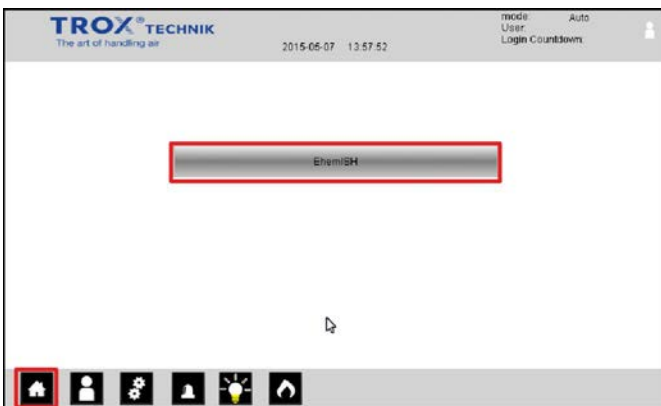 TROX® TECHNIK
The art of handling air
2015-05-07 13:57:52
mode: Auto
User:
Login Countdown:
Ehem/BH